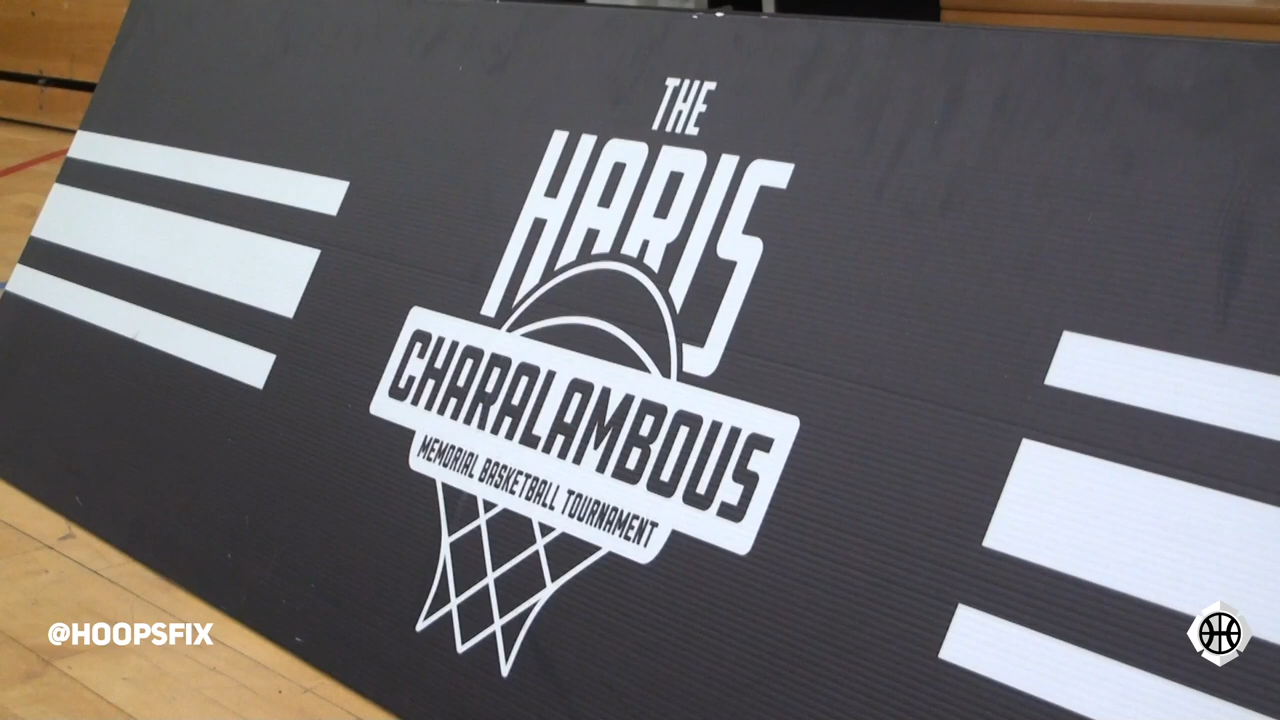 THE
HARIS
CHARALAMBOUS
MEMORIAL BASKETBALL TOURNAMENT
@HOOPSFIX